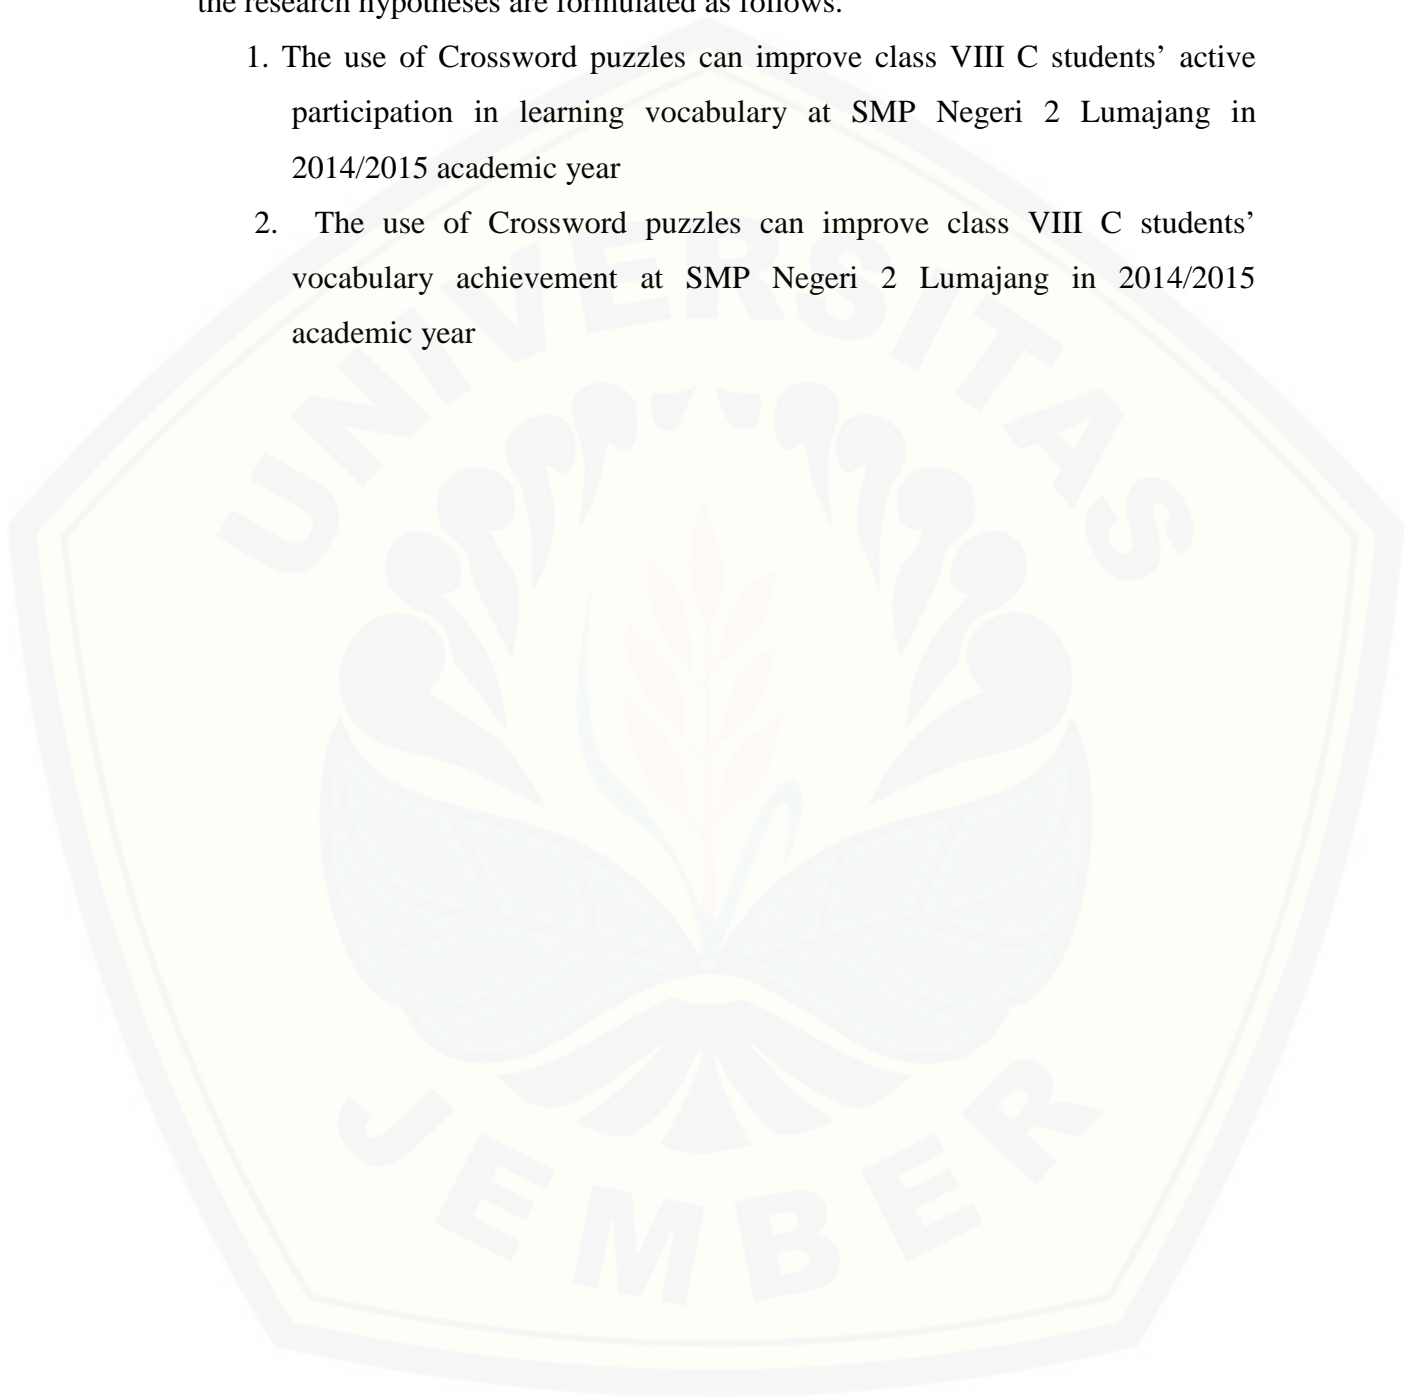 the research hypotheses are formulated as follows.
1. The use of Crossword puzzles can improve class VIII C students’ active
participation in learning vocabulary at SMP Negeri 2 Lumajang in
2014/2015 academic year
2. The use of Crossword puzzles can improve class VIII C students’
vocabulary achievement at SMP Negeri 2 Lumajang in 2014/2015
academic year
UNIVERSITAS
JEMBER